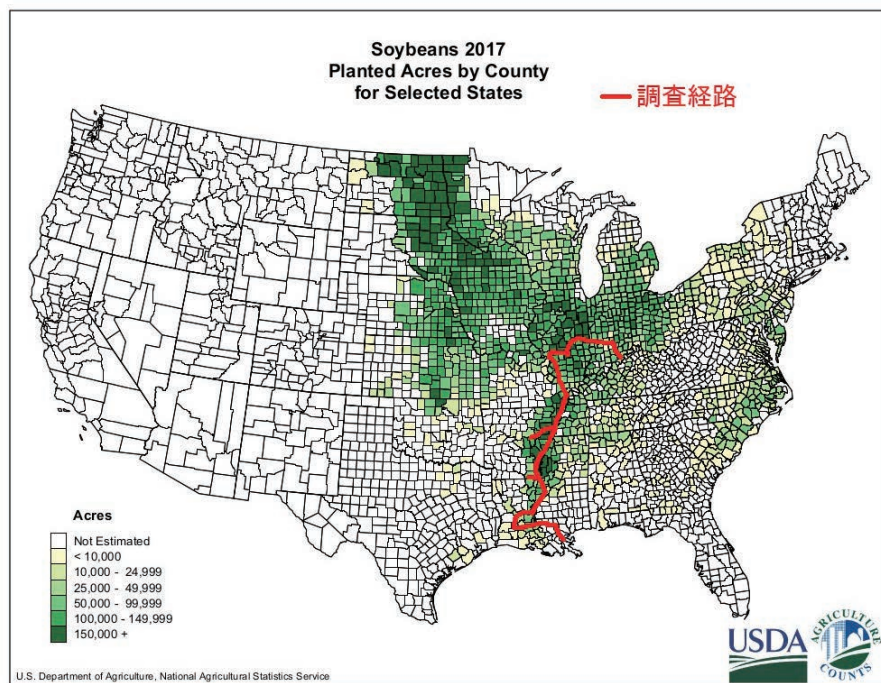 Soybeans 2017
Planted Acres by County
for Selected States
調査経路
Acres
Not Estimated
< 10,000
10,000 - 24,999
25,000 - 49,999
50,000 - 99,999
100,000 - 149,999
150,000 +
USDA
AGRICULTURE
COUNTS
U.S. Department of Agriculture, National Agricultural Statistics Service